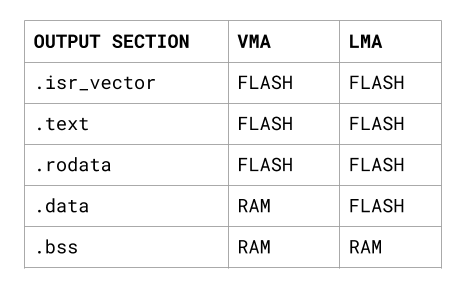 OUTPUT SECTION VMA LMA
.isr_vector FLASH FLASH
.text FLASH FLASH
.rodata FLASH FLASH
.data RAM FLASH
.bss RAM RAM